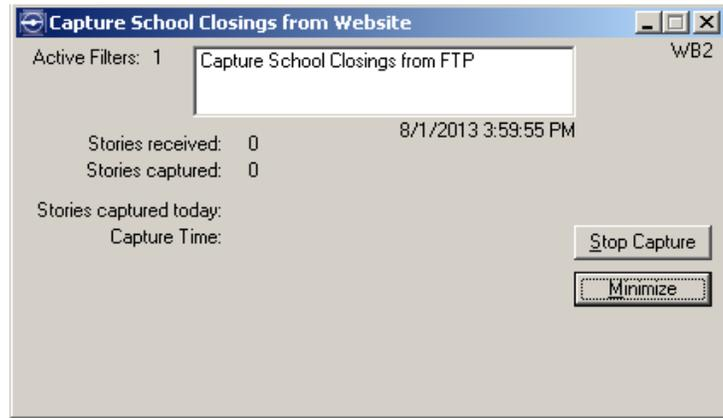 Capture School Closings from Website
Active Filters: 1
Capture School Closings from FTP
WB2
8/1/2013 3:59:55 PM
Stories received: 0
Stories captured: 0
Stories captured today:
Capture Time:
Stop Capture
Minimize